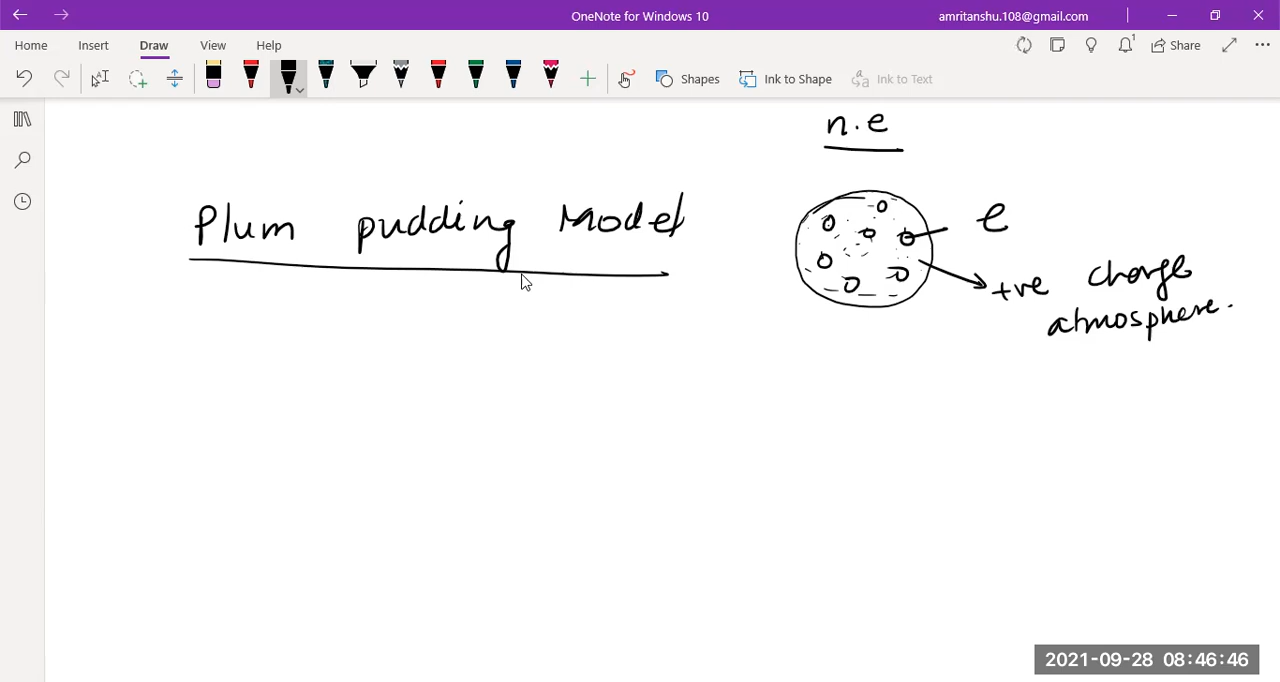 OneNote for Windows 10
amritanshu.108@gmail.com
Home Insert Draw View Help
Share
Shapes
Ink to Shape
Ink to Text
n.e
Plum pudding Model
e
+ve charge
atmosphere.
2021-09-28 08:46:46